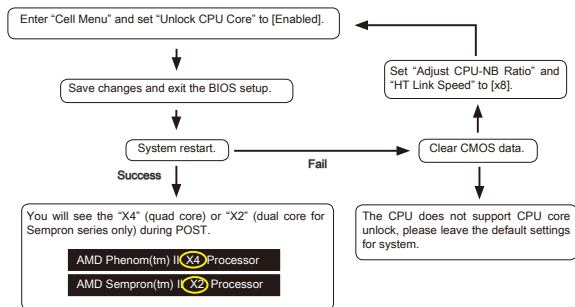 Enter “Cell Menu” and set “Unlock CPU Core” to [Enabled].
Set “Adjust CPU-NB Ratio” and
“HT Link Speed” to [x8].
Save changes and exit the BIOS setup.
System restart.
Fail
Clear CMOS data.
Success
You will see the “X4” (quad core) or “X2” (dual core for
Sempron series only) during POST.
AMD Phenom(tm) II X4 Processor
AMD Sempron(tm) II X2 Processor
The CPU does not support CPU core
unlock, please leave the default settings
for system.